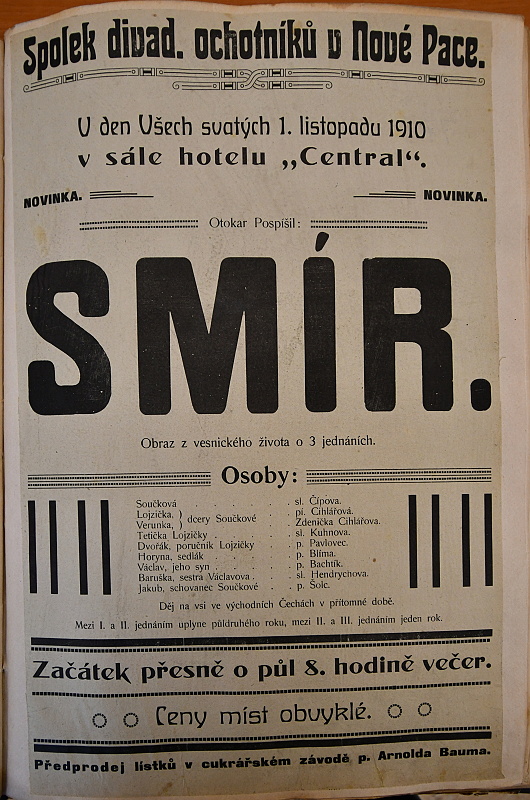 Spolek divad. ochotníků v Nové Pace.
V den Všech svatých 1. listopadu 1910
v sále hotelu „Central“.
NOVINKA. NOVINKA.
Otokar Pospíšil:
SMÍR.
Obraz z vesnického života o 3 jednáních.
Osoby:
Součková . . . . . sl. Čípova.
Lojzička, ) dcery Součkové . . pí. Cihlářová.
Verunka, ) Zdenička Cihlářova.
Tetička Lojzičky . . . . sl. Kuhnova.
Dvořák, poručník Lojzičky . . p. Pavlovec.
Horyna, sedlák . . . . p. Blíma.
Václav, jeho syn . . . . p. Bachtík.
Baruška, sestra Václavova . . . sl. Hendrychova.
Jakub, schovanec Součkové . . p. Šolc.
Děj na vsi ve východních Čechách v přítomné době.
Mezi I. a II. jednáním uplyne půldruhého roku, mezi II. a III. jednáním jeden rok.
Začátek přesně o půl 8. hodině večer.
Ceny míst obvyklé.
Předprodej lístků v cukrářském závodě p. Arnolda Bauma.